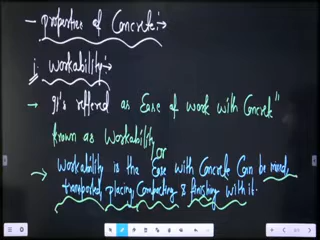 - properties of Concrete:→
i. workability:→
→ It's reffered as Ease of work with Concrete"
known as workability
or
→ workability is the Ease with Concrete Can be mixed,
transported, placing Compacting & finishing with it.